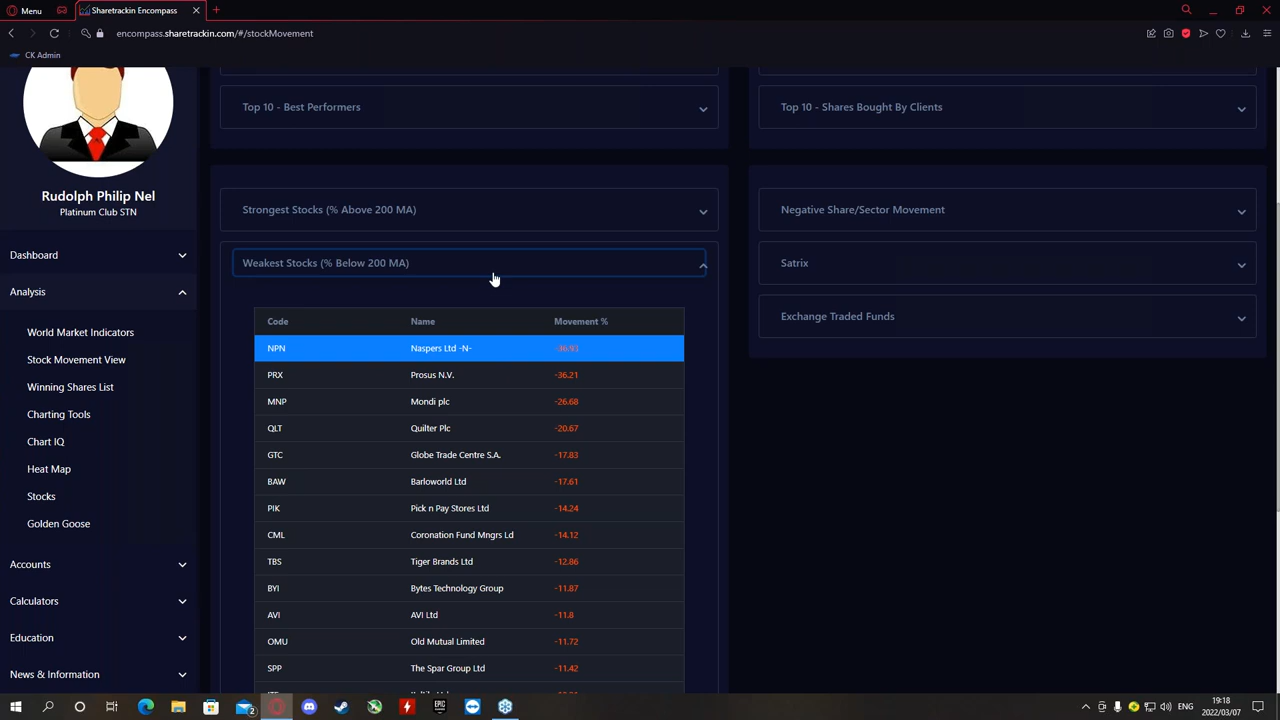 Menu
Sharetrackin Encompass
encompass.sharetrackin.com/#/stockMovement
CK Admin
Rudolph Philip Nel
Platinum Club STN
Dashboard
Analysis
World Market Indicators
Stock Movement View
Winning Shares List
Charting Tools
Chart IQ
Heat Map
Stocks
Golden Goose
Accounts
Calculators
Education
News & Information
Top 10 - Best Performers
Top 10 - Shares Bought By Clients
Strongest Stocks (% Above 200 MA)
Negative Share/Sector Movement
Weakest Stocks (% Below 200 MA)
Satrix
Exchange Traded Funds
Code Name Movement %
NPN Naspers Ltd -N- -36.93
PRX Prosus N.V. -36.21
MNP Mondi plc -26.68
QLT Quilter Plc -20.67
GTC Globe Trade Centre S.A. -17.83
BAW Barloworld Ltd -17.61
PIK Pick n Pay Stores Ltd -14.24
CML Coronation Fund Mngrs Ld -14.12
TBS Tiger Brands Ltd -12.86
BYI Bytes Technology Group -11.87
AVI AVI Ltd -11.8
OMU Old Mutual Limited -11.72
SPP The Spar Group Ltd -11.42
2
EPIC
ENG
19:18
2022/03/07